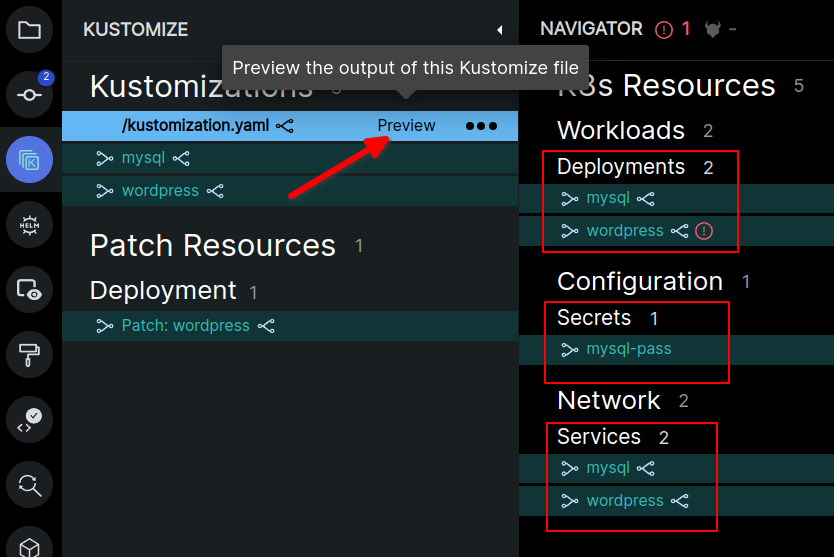 2
HELM
KUSTOMIZE
Preview the output of this Kustomize file
Kustomizations
/kustomization.yaml Preview
mysql
wordpress
Patch Resources 1
Deployment 1
Patch: wordpress
NAVIGATOR 1 -
K8s Resources 5
Workloads 2
Deployments 2
mysql
wordpress
Configuration 1
Secrets 1
mysql-pass
Network 2
Services 2
mysql
wordpress